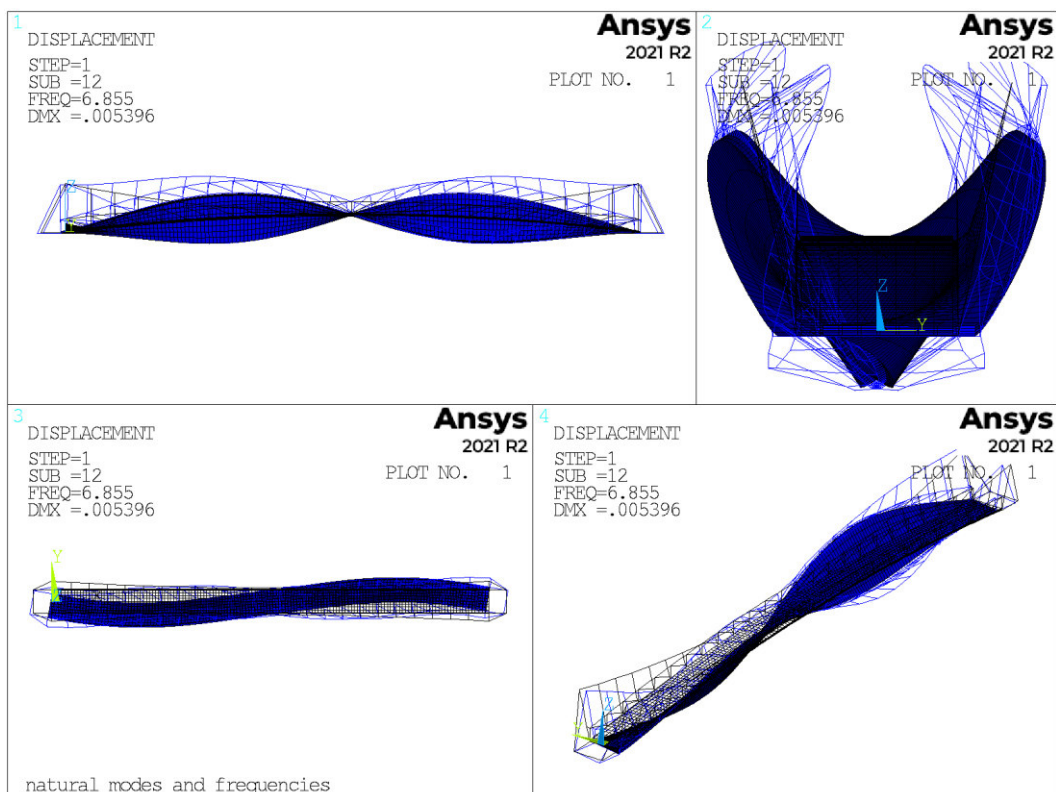 1
DISPLACEMENT
STEP=1
SUB =12
FREQ=6.855
DMX =.005396
Ansys
2021 R2
PLOT NO. 1
Z
Y
2
DISPLACEMENT
STEP=1
SUB =12
FREQ=6.855
DMX =.005396
Ansys
2021 R2
PLOT NO. 1
Z
Y
3
DISPLACEMENT
STEP=1
SUB =12
FREQ=6.855
DMX =.005396
Ansys
2021 R2
PLOT NO. 1
Y
natural modes and frequencies
4
DISPLACEMENT
STEP=1
SUB =12
FREQ=6.855
DMX =.005396
Ansys
2021 R2
PLOT NO. 1
Z
Y